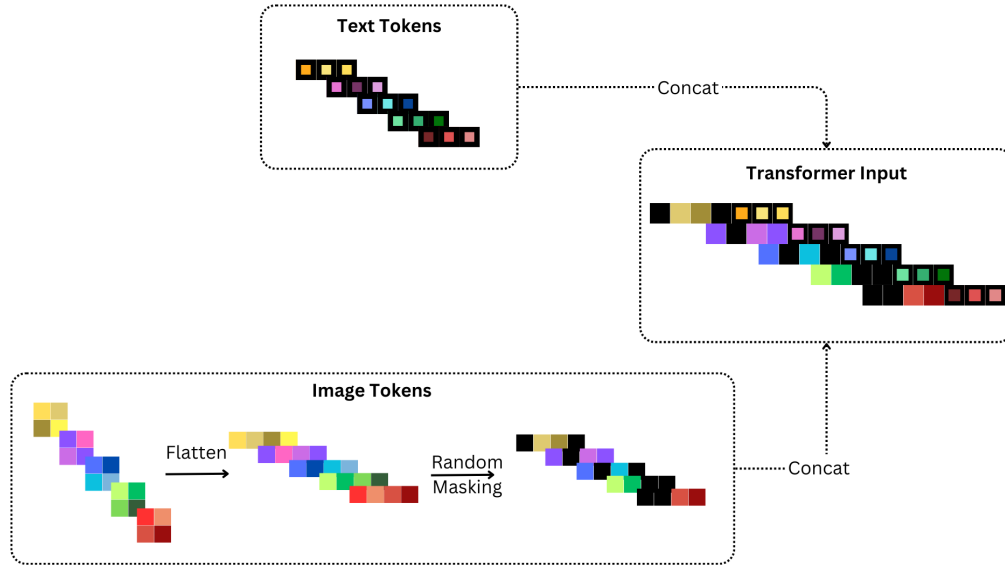 Text Tokens
Concat
Transformer Input
Image Tokens
Flatten
Random
Masking
Concat